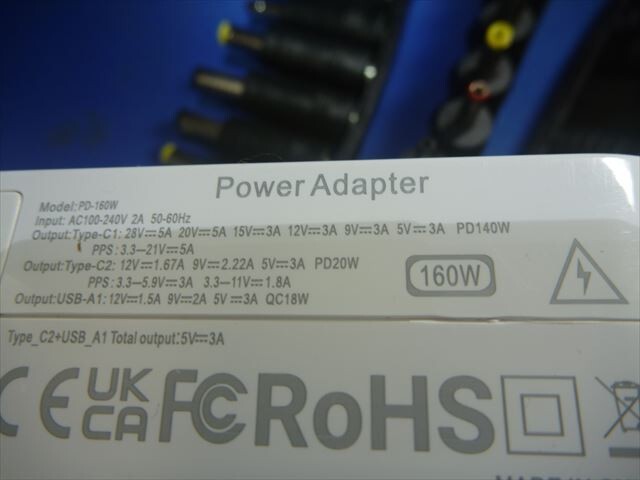 Power Adapter
Model:PD-160W
Input: AC100-240V 2A 50-60Hz
Output:Type-C1: 28V⎓5A 20V⎓5A 15V⎓3A 12V⎓3A 9V⎓3A 5V⎓3A PD140W
PPS: 3.3-21V⎓5A
Output:Type-C2: 12V⎓1.67A 9V⎓2.22A 5V⎓3A PD20W
PPS: 3.3-5.9V⎓3A 3.3-11V⎓1.8A
160W
Output:USB-A1: 12V⎓1.5A 9V⎓2A 5V⎓3A QC18W
Type_C2+USB_A1 Total output:5V⎓3A
CE UKCA FC RoHS